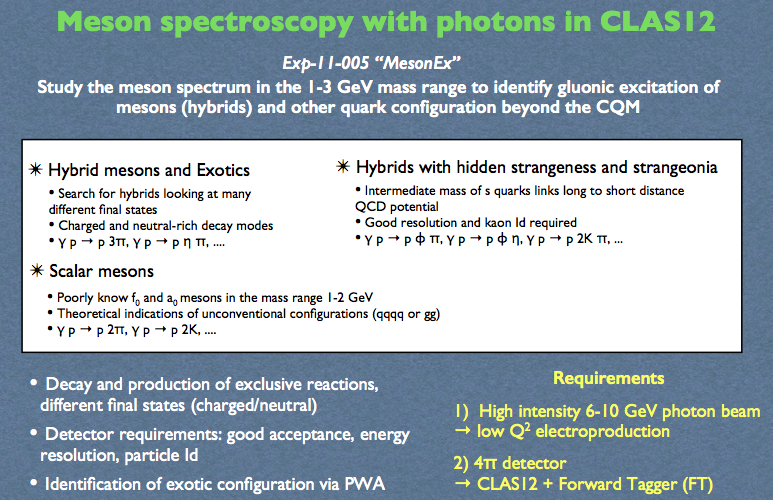 Meson spectroscopy with photons in CLAS12
Exp-11-005 “MesonEx”
Study the meson spectrum in the 1-3 GeV mass range to identify gluonic excitation of
mesons (hybrids) and other quark configuration beyond the CQM
✴ Hybrid mesons and Exotics
• Search for hybrids looking at many
different final states
• Charged and neutral-rich decay modes
• γ p → p 3π, γ p → p η π, ....
✴ Scalar mesons
• Poorly know f0 and a0 mesons in the mass range 1-2 GeV
• Theoretical indications of unconventional configurations (qqqq or gg)
• γ p → p 2π, γ p → p 2K, ....
✴ Hybrids with hidden strangeness and strangeonia
• Intermediate mass of s quarks links long to short distance
QCD potential
• Good resolution and kaon Id required
• γ p → p ϕ π, γ p → p ϕ η, γ p → p 2K π, ...
• Decay and production of exclusive reactions,
different final states (charged/neutral)
• Detector requirements: good acceptance, energy
resolution, particle Id
• Identification of exotic configuration via PWA
Requirements
1) High intensity 6-10 GeV photon beam
→ low Q² electroproduction
2) 4π detector
→ CLAS12 + Forward Tagger (FT)